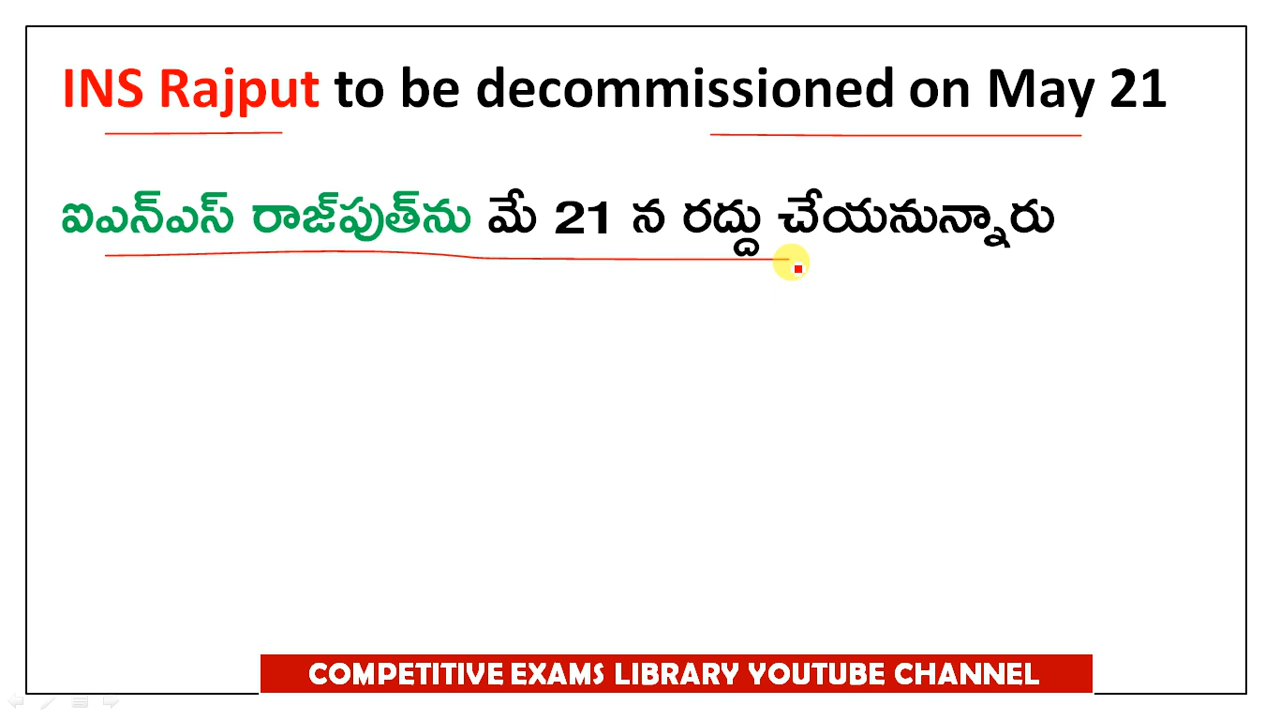 INS Rajput to be decommissioned on May 21
ఐఎన్ఎస్ రాజ్‌పుత్‌ను మే 21 న రద్దు చేయనున్నారు
COMPETITIVE EXAMS LIBRARY YOUTUBE CHANNEL